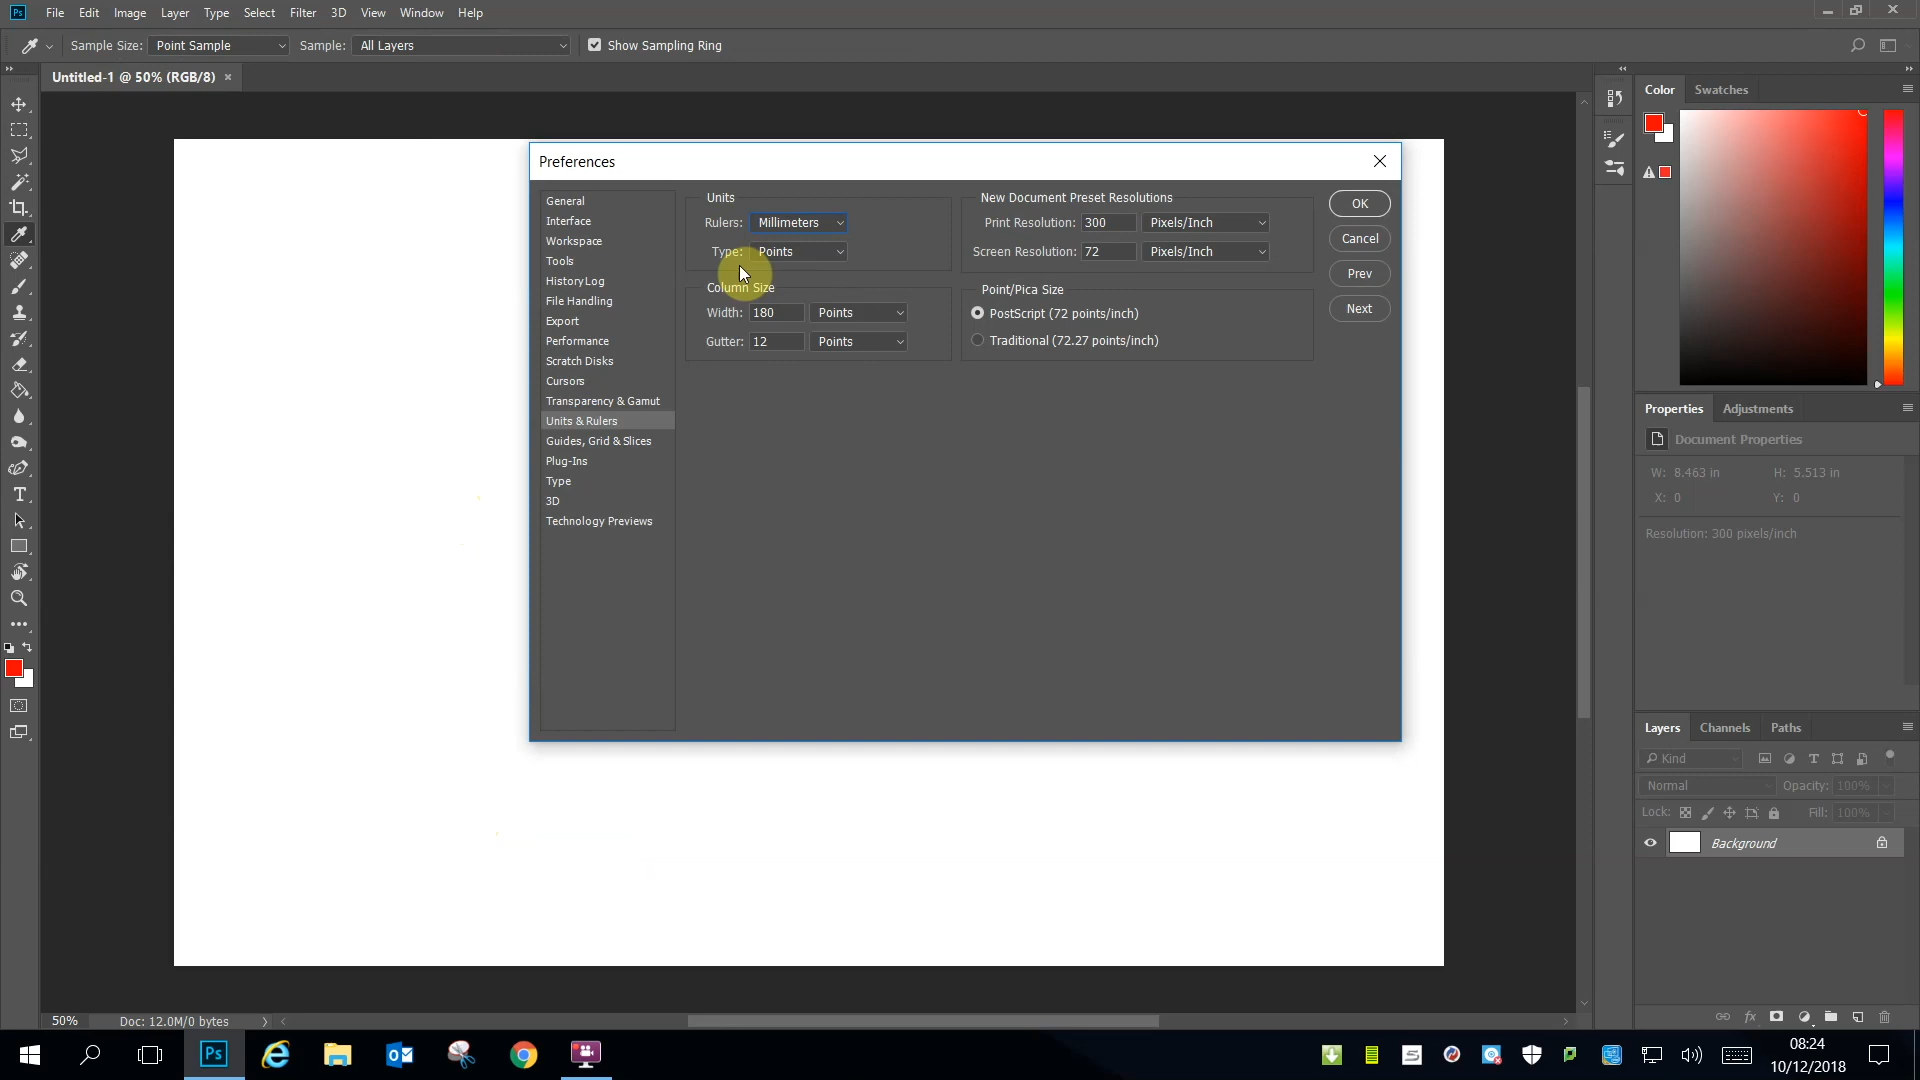 Ps File Edit Image Layer Type Select Filter 3D View Window Help
Sample Size: Point Sample Sample: All Layers Show Sampling Ring
Untitled-1 @ 50% (RGB/8) ×
Color Swatches
Preferences
General
Interface
Workspace
Tools
History Log
File Handling
Export
Performance
Scratch Disks
Cursors
Transparency & Gamut
Units & Rulers
Guides, Grid & Slices
Plug-Ins
Type
3D
Technology Previews
Units
Rulers: Millimeters
Type: Points
Column Size
Width: 180 Points
Gutter: 12 Points
New Document Preset Resolutions
Print Resolution: 300 Pixels/Inch
Screen Resolution: 72 Pixels/Inch
Point/Pica Size
PostScript (72 points/inch)
Traditional (72.27 points/inch)
OK
Cancel
Prev
Next
Properties Adjustments
Document Properties
W: 8.463 in H: 5.513 in
X: 0 Y: 0
Resolution: 300 pixels/inch
Layers Channels Paths
Kind
Normal Opacity: 100%
Lock: Fill: 100%
Background
fx
T
50% Doc: 12.0M/0 bytes
Ps
08:24
10/12/2018